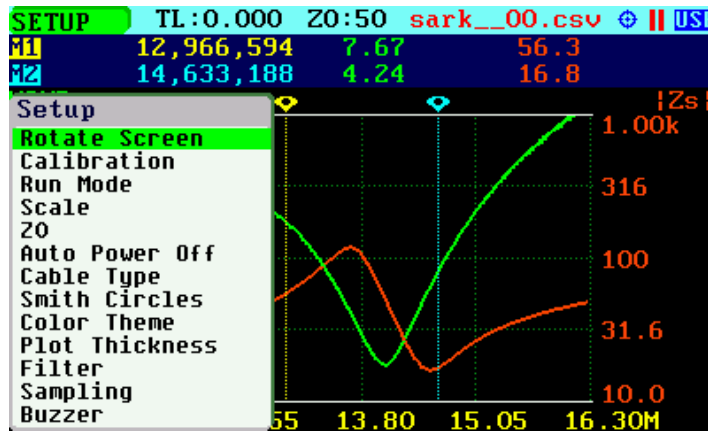 SETUP TL:0.000 Z0:50 sark__00.csv USB
M1 12,966,594 7.67 56.3
M2 14,633,188 4.24 16.8
|Zs|
Setup
Rotate Screen
Calibration
Run Mode
Scale
Z0
Auto Power Off
Cable Type
Smith Circles
Color Theme
Plot Thickness
Filter
Sampling
Buzzer
1.00k
316
100
31.6
10.0
55 13.80 15.05 16.30M